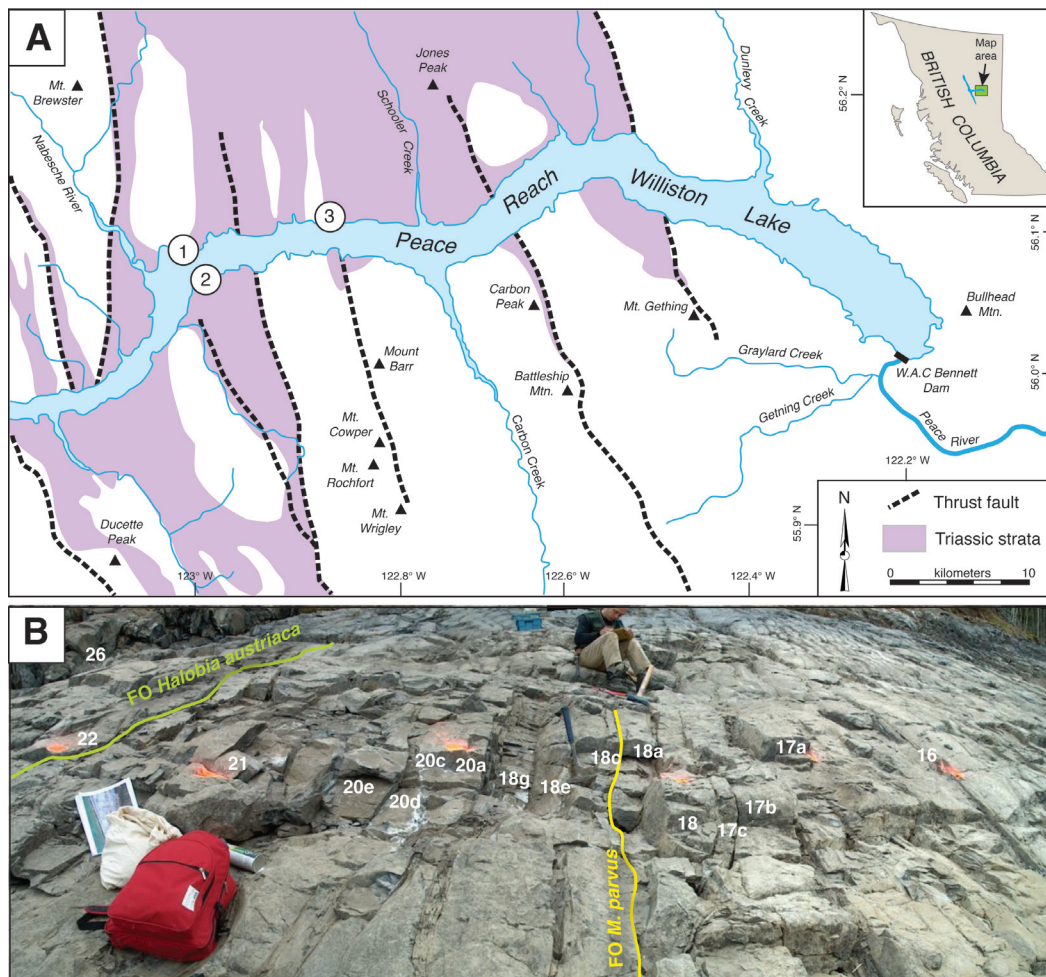 A
Mt.
Brewster
Nabesche River
Jones
Peak
Schooler Creek
Dunlevy Creek
56.2° N
Map
area
BRITISH COLUMBIA
Reach
Williston
Lake
Peace
1
2
3
56.1° N
Carbon
Peak
Mt. Gething
Bullhead
Mtn.
Mount
Barr
Battleship
Mtn.
Graylard Creek
Getning Creek
W.A.C Bennett
Dam
56.0° N
Mt.
Cowper
Mt.
Rochfort
Mt.
Wrigley
Carbon Creek
Peace River
122.2° W
Ducette
Peak
123° W
122.8° W
122.6° W
122.4° W
55.9° N
N
Thrust fault
Triassic strata
0 kilometers 10
B
26
FO Halobia austriaca
22
21
20e
20c
20d
20a
18g
18e
18c
18a
FO M. parvus
18
17c
17b
17a
16